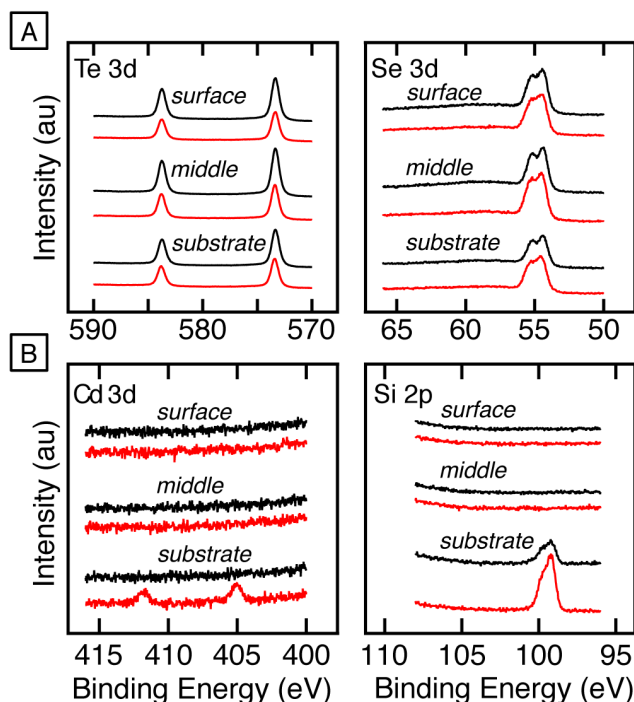 A
Te 3d
surface
middle
substrate
Intensity (au)
590
580
570
Se 3d
surface
middle
substrate
65
60
55
50
B
Cd 3d
surface
middle
substrate
Intensity (au)
415
410
405
400
Binding Energy (eV)
Si 2p
surface
middle
substrate
110
105
100
95
Binding Energy (eV)